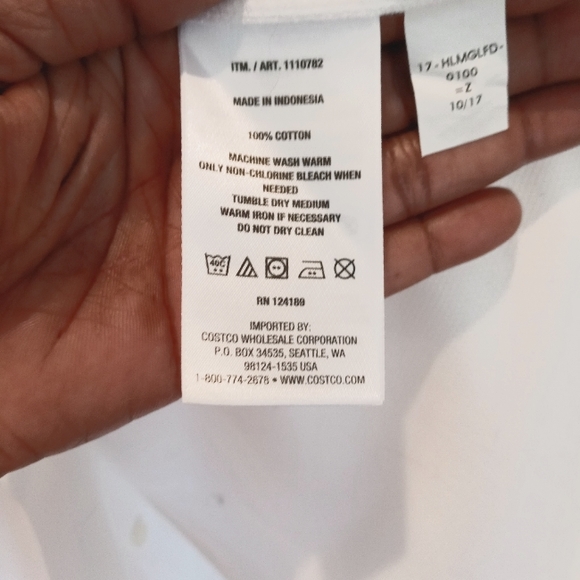 ITM. / ART. 1110782
MADE IN INDONESIA
100% COTTON
MACHINE WASH WARM
ONLY NON-CHLORINE BLEACH WHEN
NEEDED
TUMBLE DRY MEDIUM
WARM IRON IF NECESSARY
DO NOT DRY CLEAN
40C
RN 124189
IMPORTED BY:
COSTCO WHOLESALE CORPORATION
P.O. BOX 34535, SEATTLE, WA
98124-1535 USA
1-800-774-2678 • WWW.COSTCO.COM
17-HLMGLFD-
0100
=Z
10/17